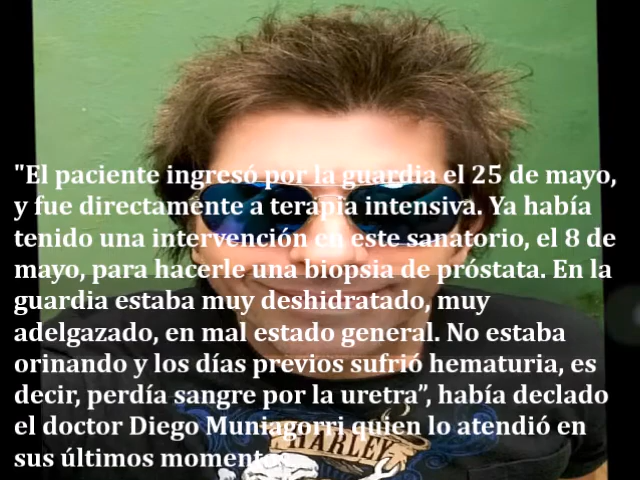 "El paciente ingresó por la guardia el 25 de mayo,
y fue directamente a terapia intensiva. Ya había
tenido una intervención en este sanatorio, el 8 de
mayo, para hacerle una biopsia de próstata. En la
guardia estaba muy deshidratado, muy
adelgazado, en mal estado general. No estaba
orinando y los días previos sufrió hematuria, es
decir, perdía sangre por la uretra”, había declado
el doctor Diego Muniagorri quien lo atendió en
sus últimos momentos
HARLEY